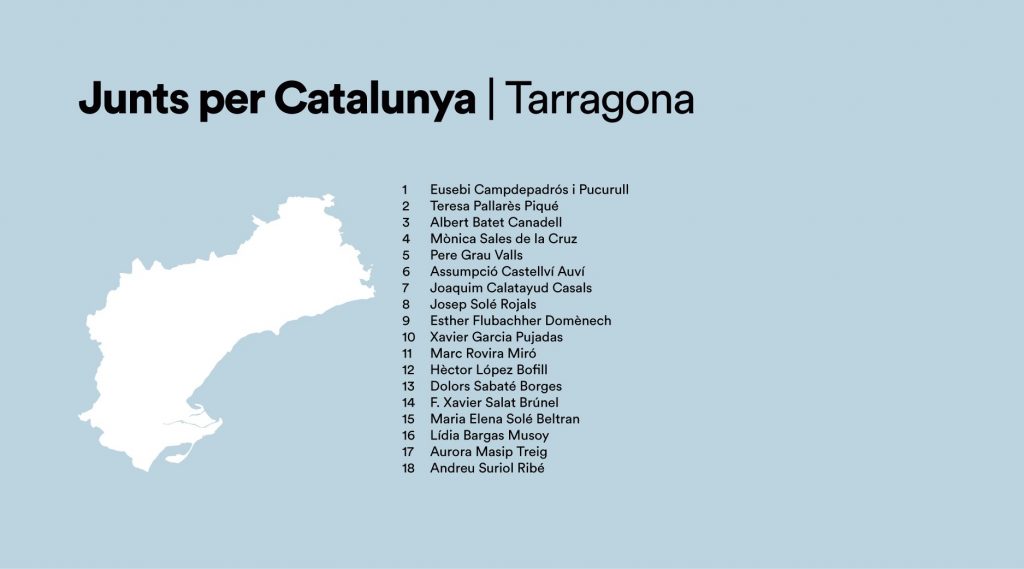 Junts per Catalunya | Tarragona
1 Eusebi Campdepadrós i Pucurull
2 Teresa Pallarès Piqué
3 Albert Batet Canadell
4 Mònica Sales de la Cruz
5 Pere Grau Valls
6 Assumpció Castellví Auví
7 Joaquim Calatayud Casals
8 Josep Solé Rojals
9 Esther Flubachher Domènech
10 Xavier Garcia Pujadas
11 Marc Rovira Miró
12 Hèctor López Bofill
13 Dolors Sabaté Borges
14 F. Xavier Salat Brúnel
15 Maria Elena Solé Beltran
16 Lídia Bargas Musoy
17 Aurora Masip Treig
18 Andreu Suriol Ribé